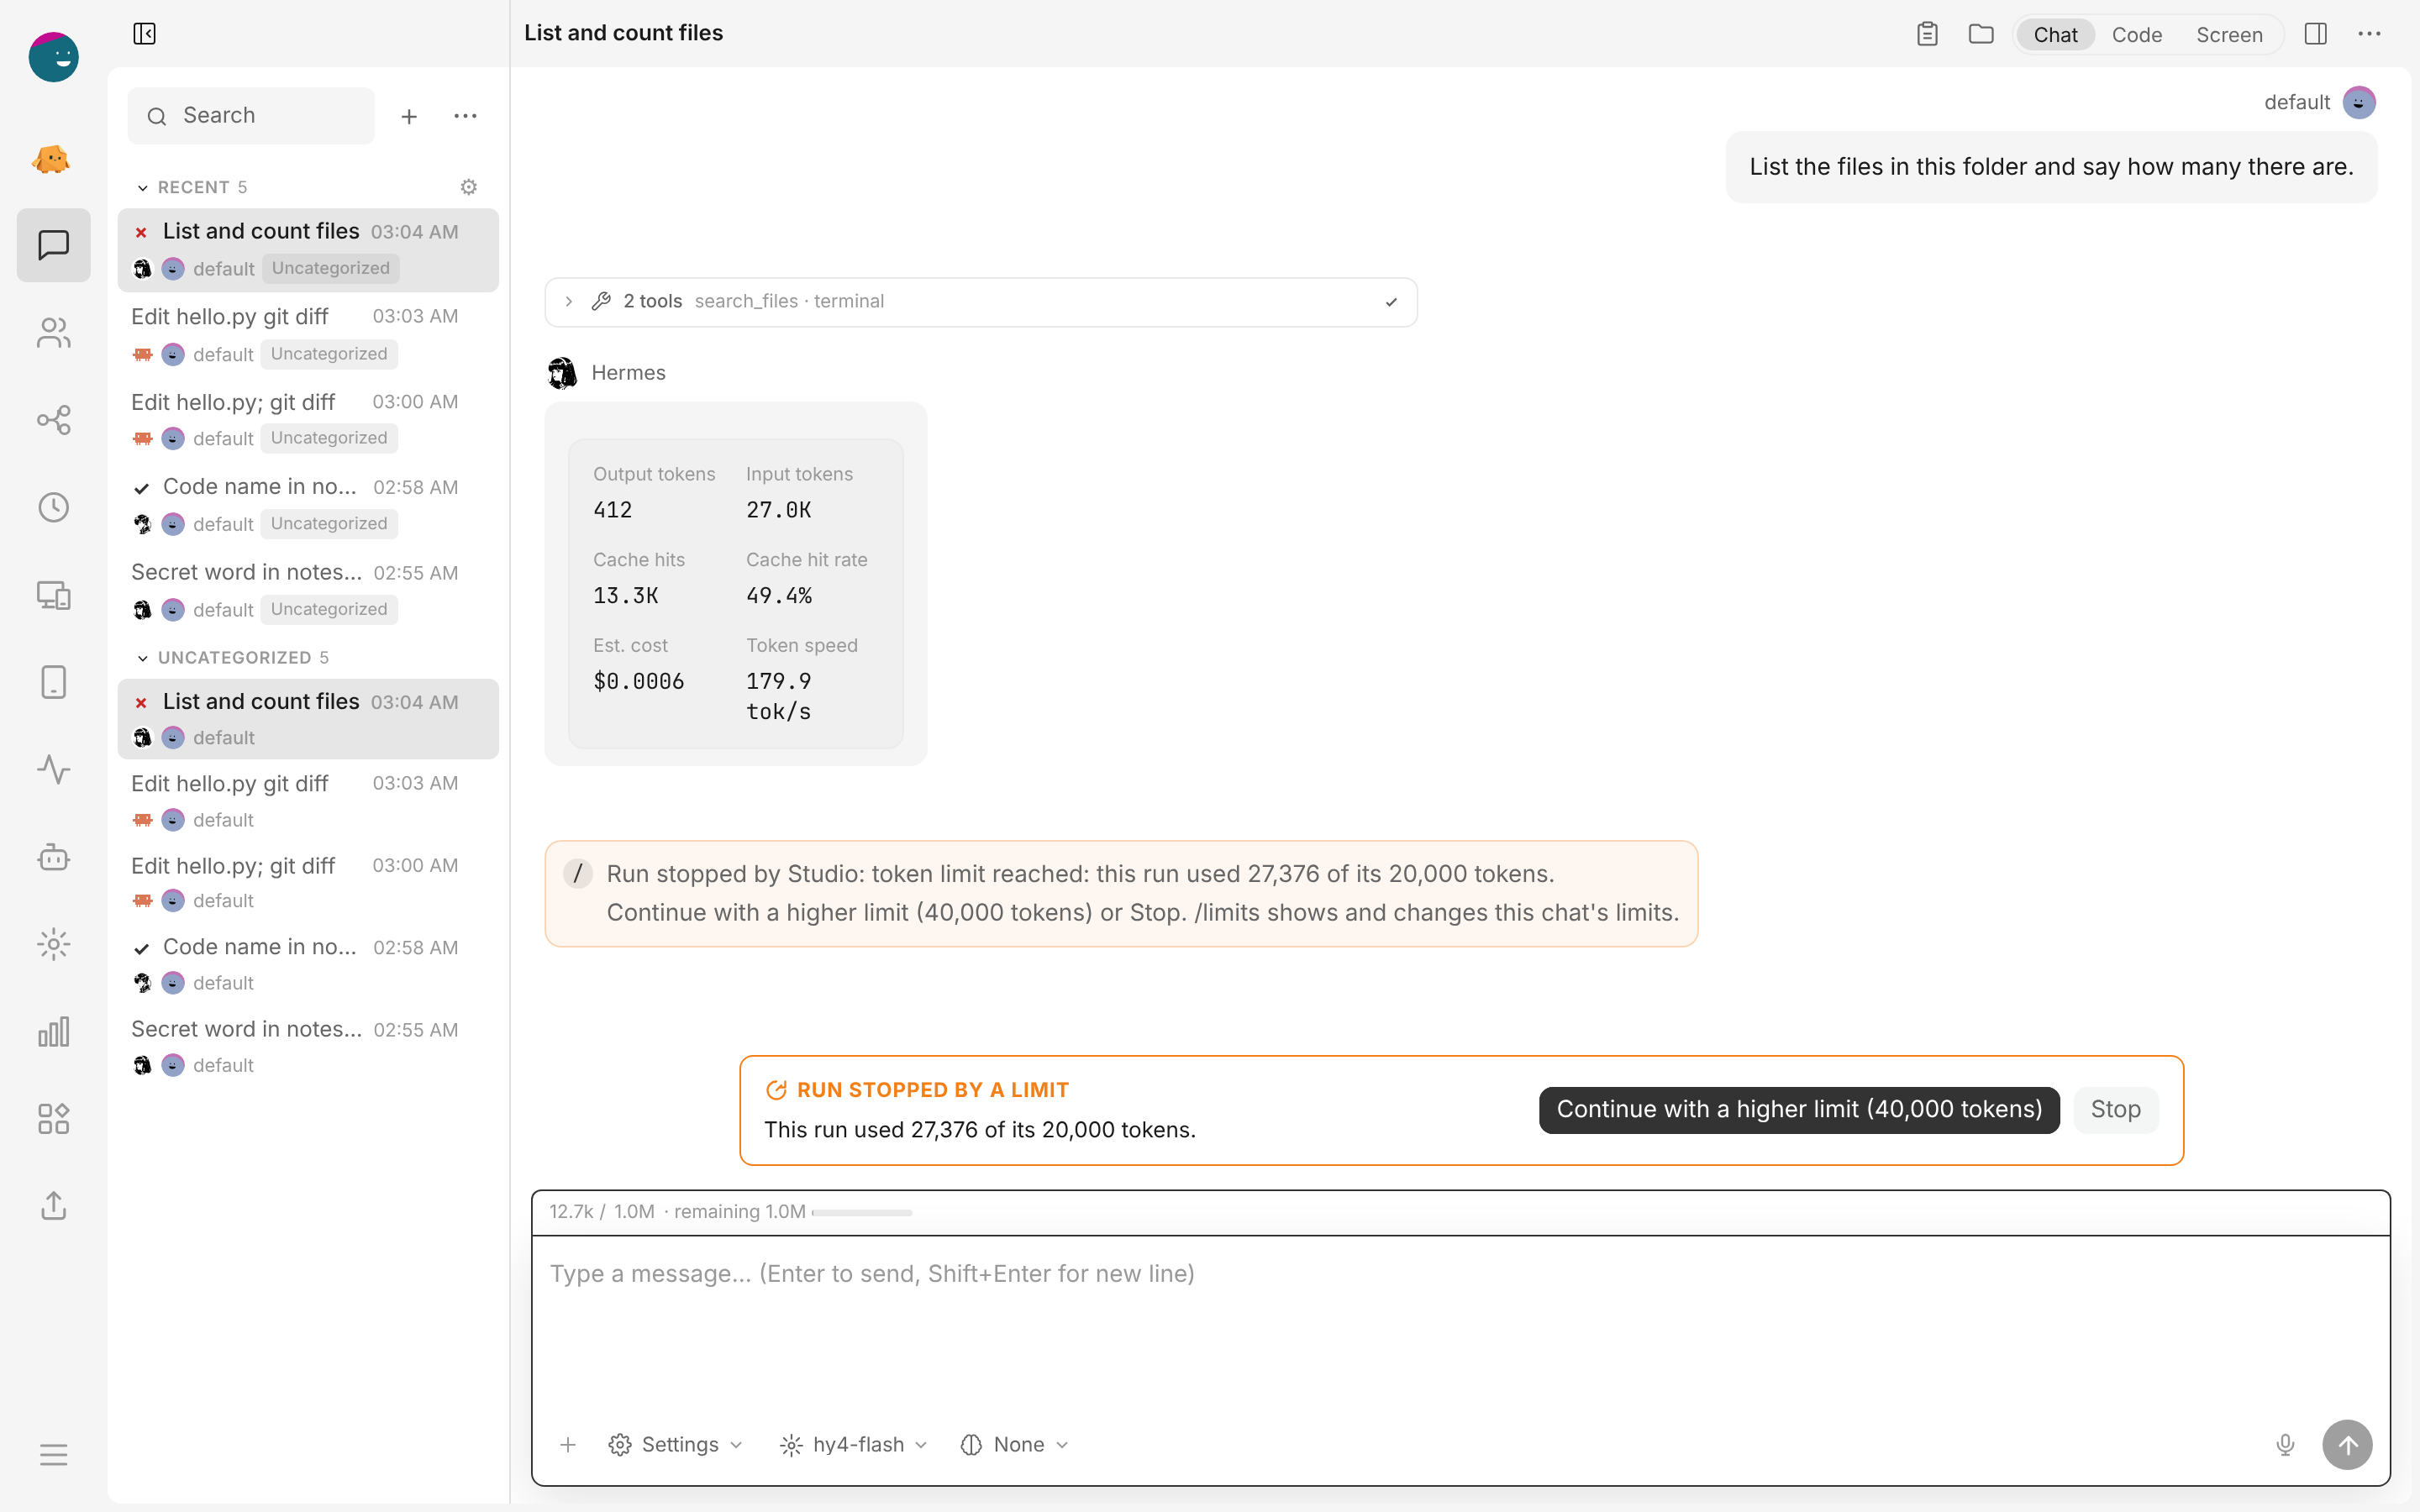 List and count files
Chat
Code
Screen
Search
RECENT 5
List and count files 03:04 AM
default Uncategorized
Edit hello.py git diff 03:03 AM
default Uncategorized
Edit hello.py; git diff 03:00 AM
default Uncategorized
Code name in no... 02:58 AM
default Uncategorized
Secret word in notes... 02:55 AM
default Uncategorized
UNCATEGORIZED 5
List and count files 03:04 AM
default
Edit hello.py git diff 03:03 AM
default
Edit hello.py; git diff 03:00 AM
default
Code name in no... 02:58 AM
default
Secret word in notes... 02:55 AM
default
default
List the files in this folder and say how many there are.
2 tools search_files · terminal
Hermes
Output tokens Input tokens
412 27.0K
Cache hits Cache hit rate
13.3K 49.4%
Est. cost Token speed
$0.0006 179.9
tok/s
/ Run stopped by Studio: token limit reached: this run used 27,376 of its 20,000 tokens.
Continue with a higher limit (40,000 tokens) or Stop. /limits shows and changes this chat's limits.
RUN STOPPED BY A LIMIT
This run used 27,376 of its 20,000 tokens.
Continue with a higher limit (40,000 tokens)
Stop
12.7k / 1.0M · remaining 1.0M
Type a message... (Enter to send, Shift+Enter for new line)
Settings
hy4-flash
None